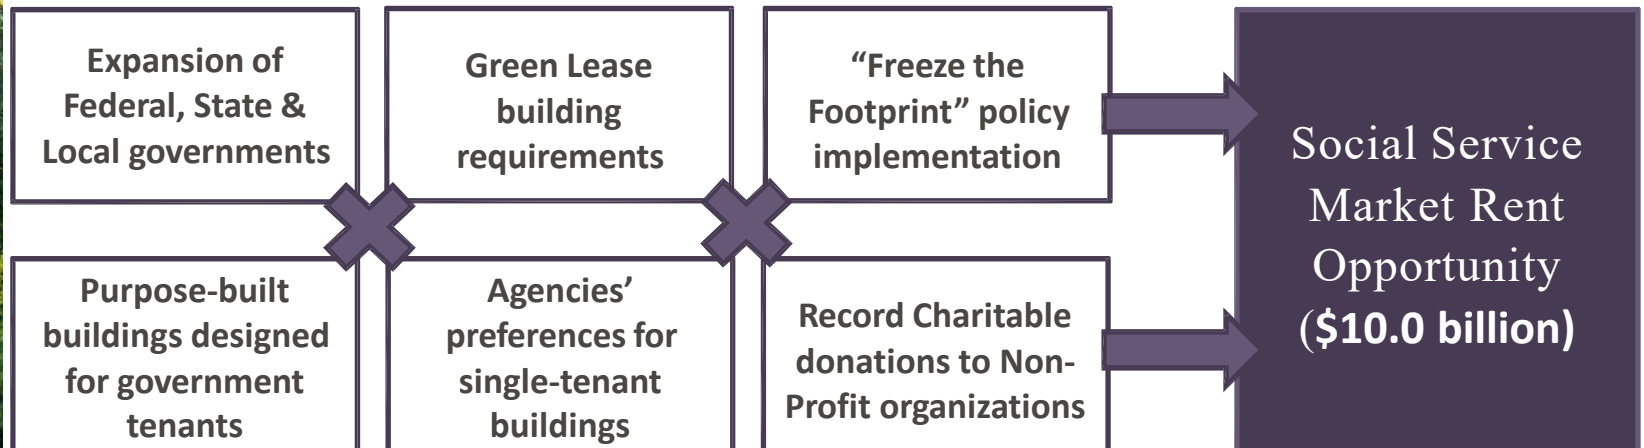 Expansion of
Federal, State &
Local governments
Green Lease
building
requirements
“Freeze the
Footprint” policy
implementation
Purpose-built
buildings designed
for government
tenants
Agencies’
preferences for
single-tenant
buildings
Record Charitable
donations to Non-
Profit organizations
Social Service
Market Rent
Opportunity
($10.0 billion)